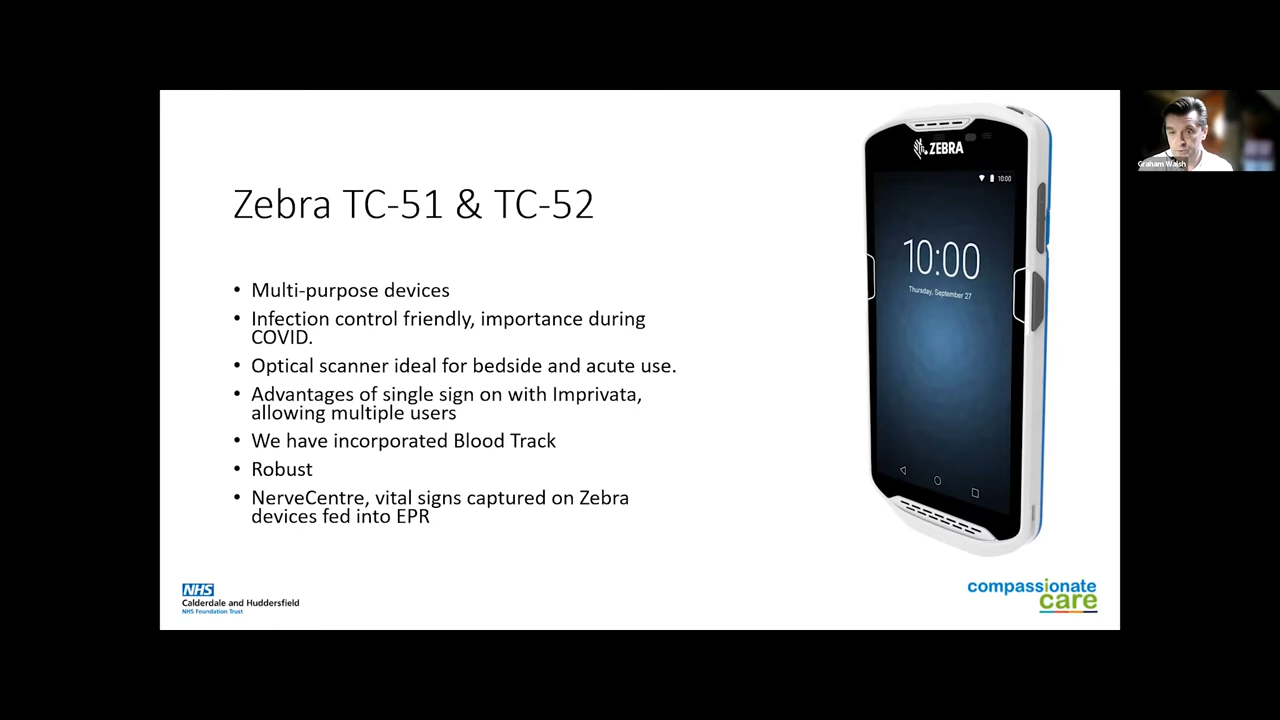 Zebra TC-51 & TC-52
• Multi-purpose devices
• Infection control friendly, importance during
COVID.
• Optical scanner ideal for bedside and acute use.
• Advantages of single sign on with Imprivata,
allowing multiple users
• We have incorporated Blood Track
• Robust
• NerveCentre, vital signs captured on Zebra
devices fed into EPR
ZEBRA
10:00
10:00
Thursday, September 27
Graham Walsh
NHS
Calderdale and Huddersfield
NHS Foundation Trust
compassionate
care